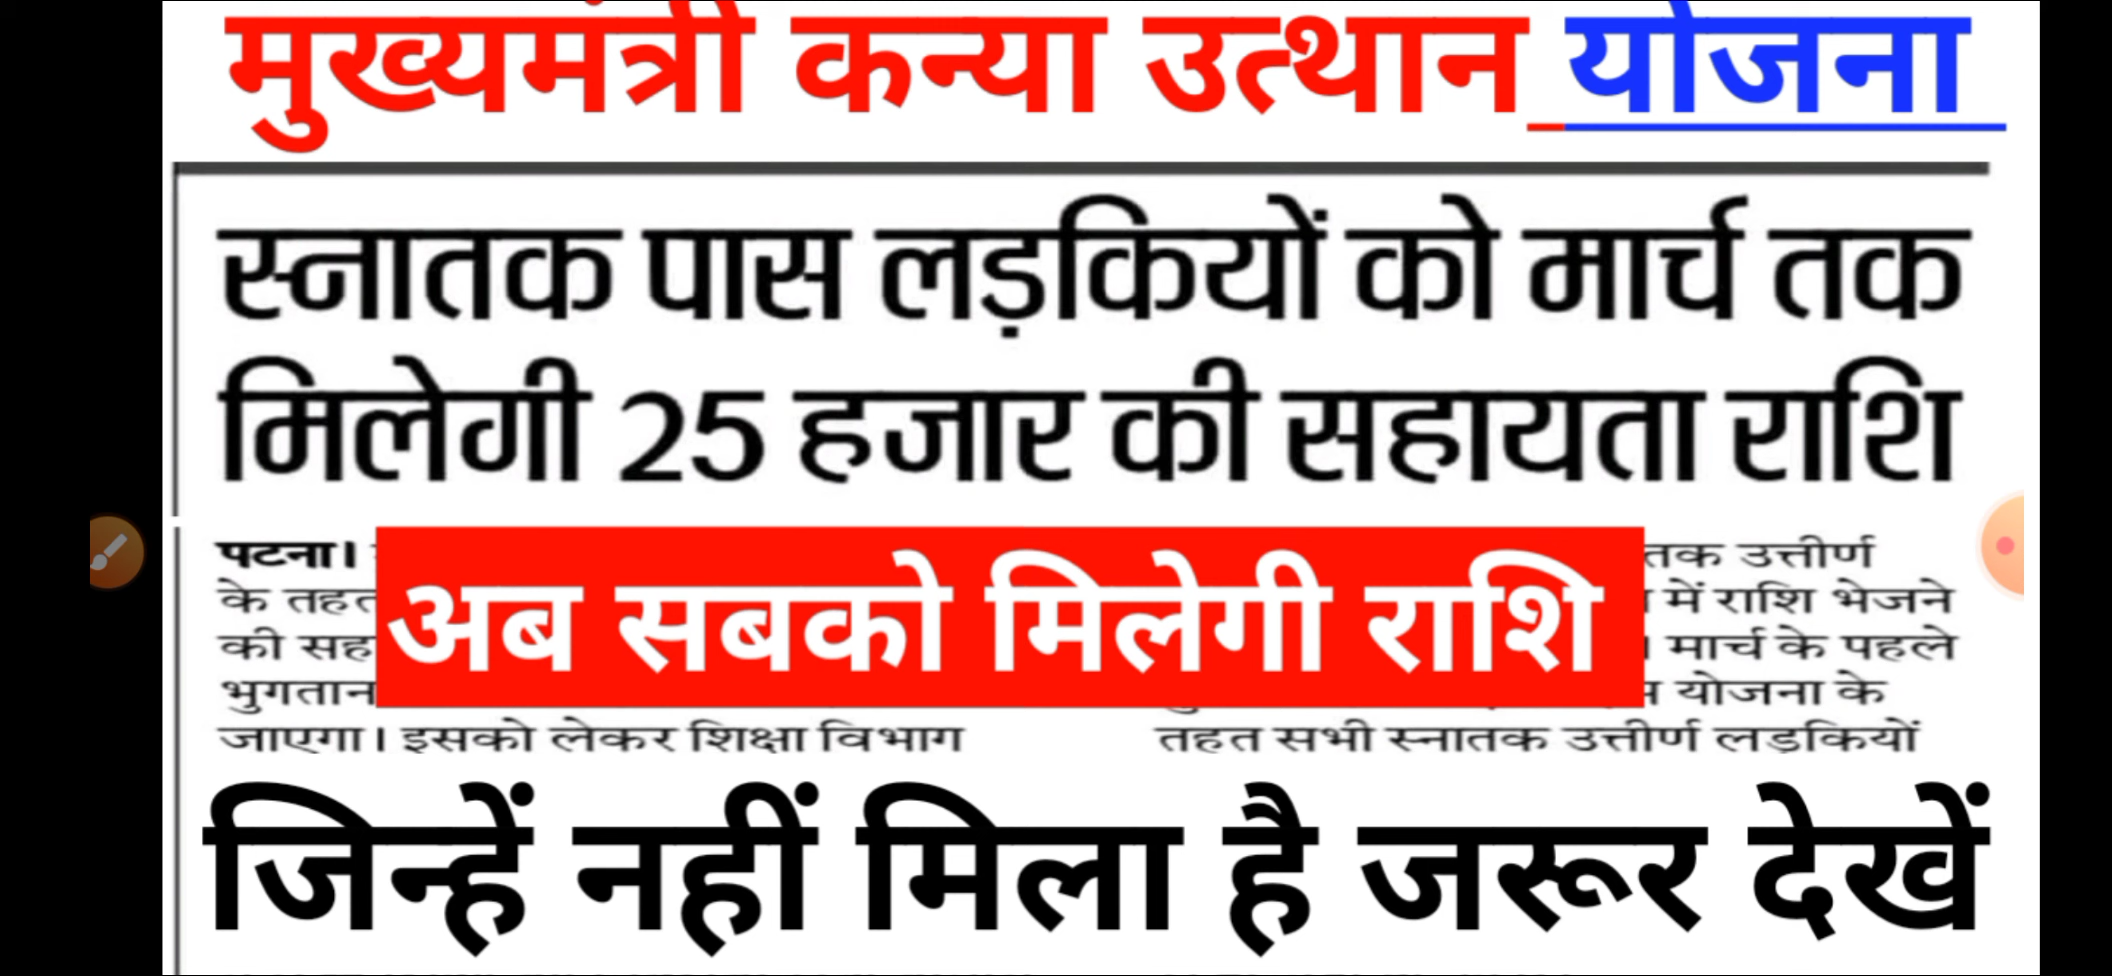 मुख्यमंत्री कन्या उत्थान योजना
स्नातक पास लड़कियों को मार्च तक
मिलेगी 25 हजार की सहायता राशि
पटना।
के तहत
की सह
भुगतान
जाएगा। इसको लेकर शिक्षा विभाग
अब सबको मिलेगी राशि
तक उत्तीर्ण
में राशि भेजने
। मार्च के पहले
योजना के
तहत सभी स्नातक उत्तीर्ण लड़कियों
जिन्हें नहीं मिला है जरूर देखें